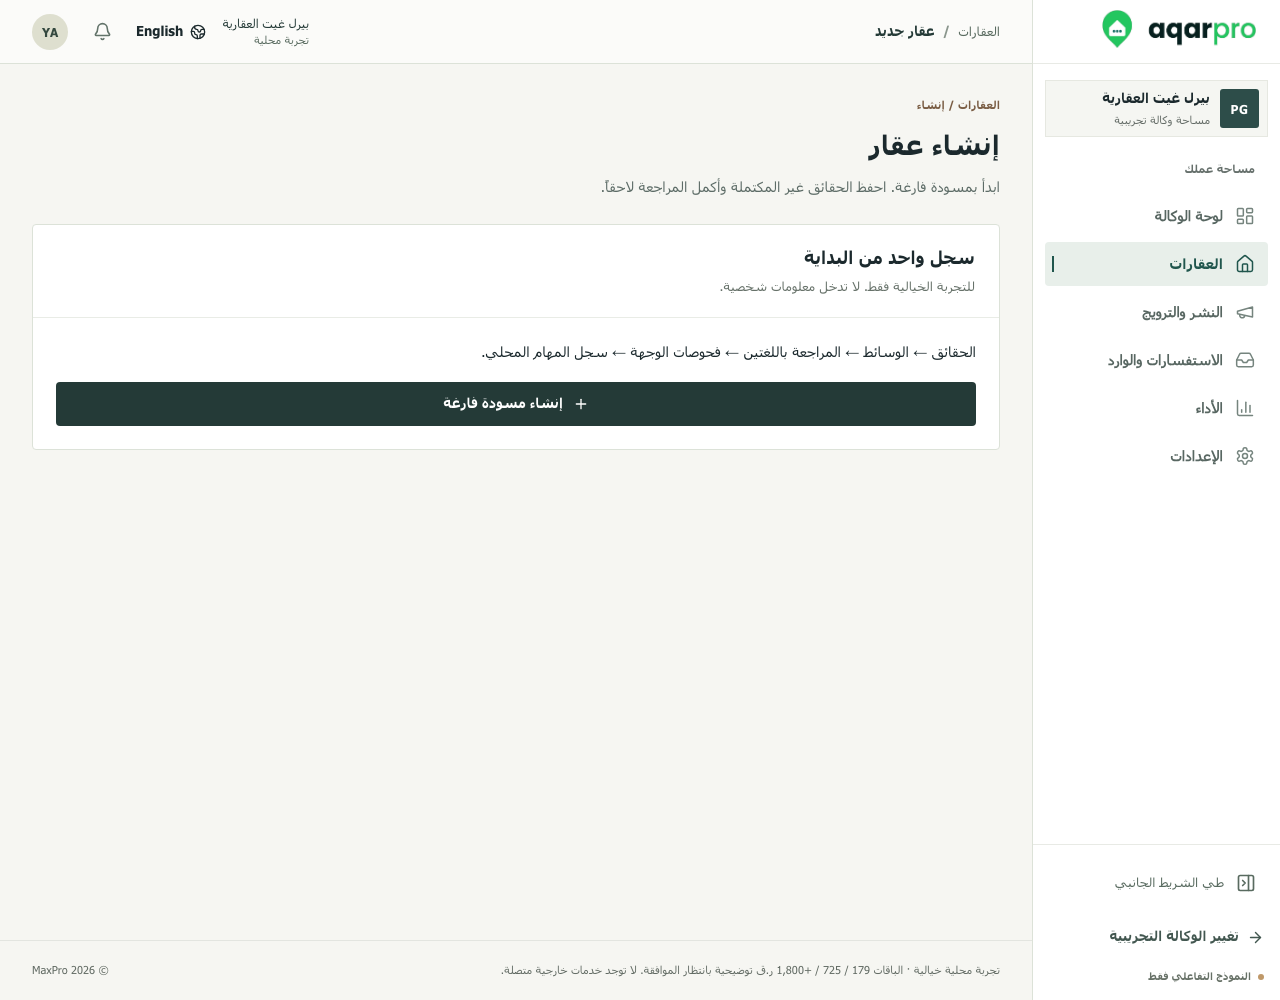 aqarpro
PG
بيرل غيت العقارية
مساحة وكالة تجريبية
مساحة عملك
لوحة الوكالة
العقارات
النشر والترويج
الاستفسارات والوارد
الأداء
الإعدادات
طي الشريط الجانبي
تغيير الوكالة التجريبية
النموذج التفاعلي فقط
العقارات / عقار جديد
بيرل غيت العقارية
تجربة محلية
English
YA
العقارات / إنشاء
إنشاء عقار
ابدأ بمسودة فارغة. احفظ الحقائق غير المكتملة وأكمل المراجعة لاحقاً.
سجل واحد من البداية
للتجربة الخيالية فقط. لا تدخل معلومات شخصية.
الحقائق ← الوسائط ← المراجعة باللغتين ← فحوصات الوجهة ← سجل المهام المحلي.
+ إنشاء مسودة فارغة
تجربة محلية خيالية · الباقات 179 / 725 / +1,800 ر.ق توضيحية بانتظار الموافقة. لا توجد خدمات خارجية متصلة.
© 2026 MaxPro